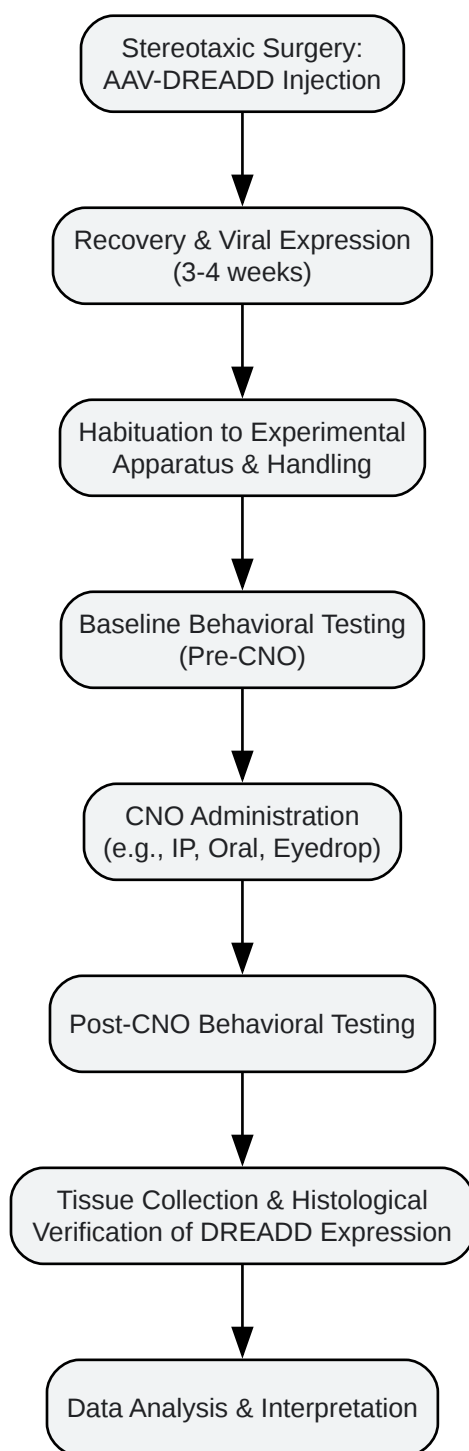 Stereotaxic Surgery:
AAV-DREADD Injection
Recovery & Viral Expression
(3-4 weeks)
Habituation to Experimental
Apparatus & Handling
Baseline Behavioral Testing
(Pre-CNO)
CNO Administration
(e.g., IP, Oral, Eyedrop)
Post-CNO Behavioral Testing
Tissue Collection & Histological
Verification of DREADD Expression
Data Analysis & Interpretation